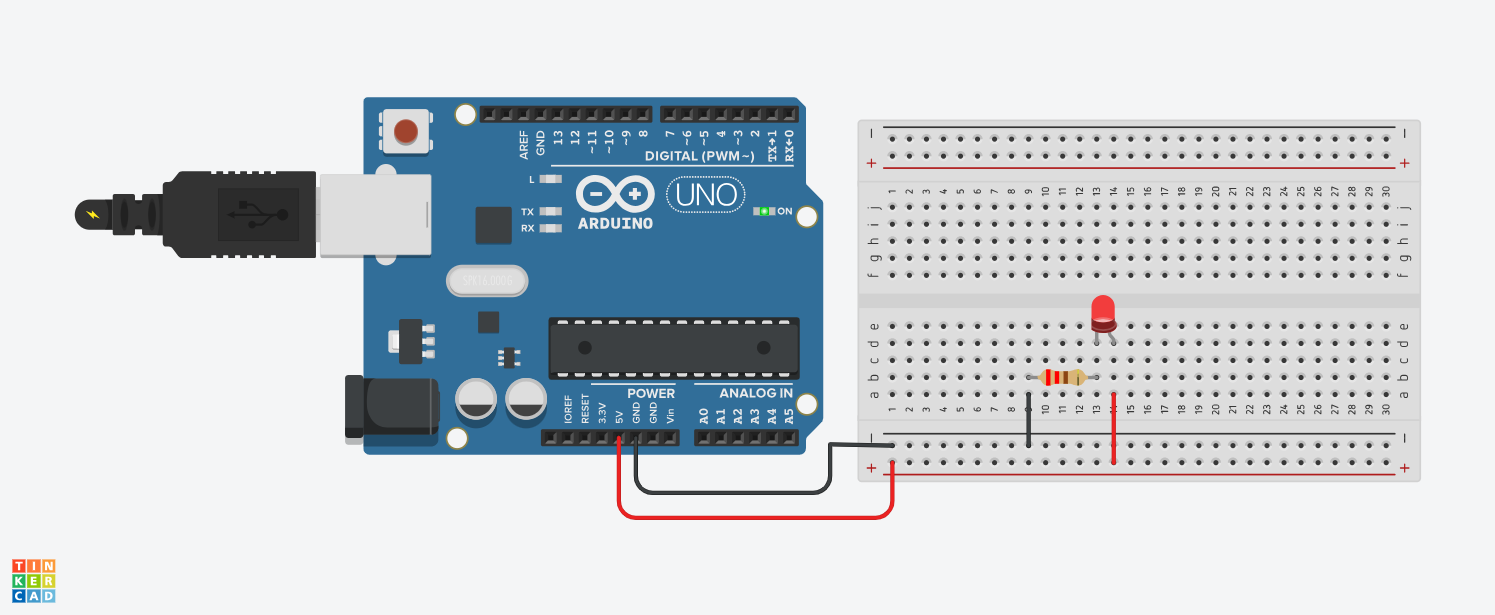 AREF
GND
13
12
~11
~10
~9
8
7
~6
~5
4
~3
2
TX→1
RX←0
DIGITAL (PWM ~)
L
TX
RX
ARDUINO
UNO
ON
POWER
ANALOG IN
IOREF
RESET
3.3V
5V
GND
GND
Vin
A0
A1
A2
A3
A4
A5
− −
+ +
1 2 3 4 5 6 7 8 9 10 11 12 13 14 15 16 17 18 19 20 21 22 23 24 25 26 27 28 29 30
j j
i i
h h
g g
f f
e e
d d
c c
b b
a a
1 2 3 4 5 6 7 8 9 10 11 12 13 14 15 16 17 18 19 20 21 22 23 24 25 26 27 28 29 30
− −
+ +
TIN
KER
CAD